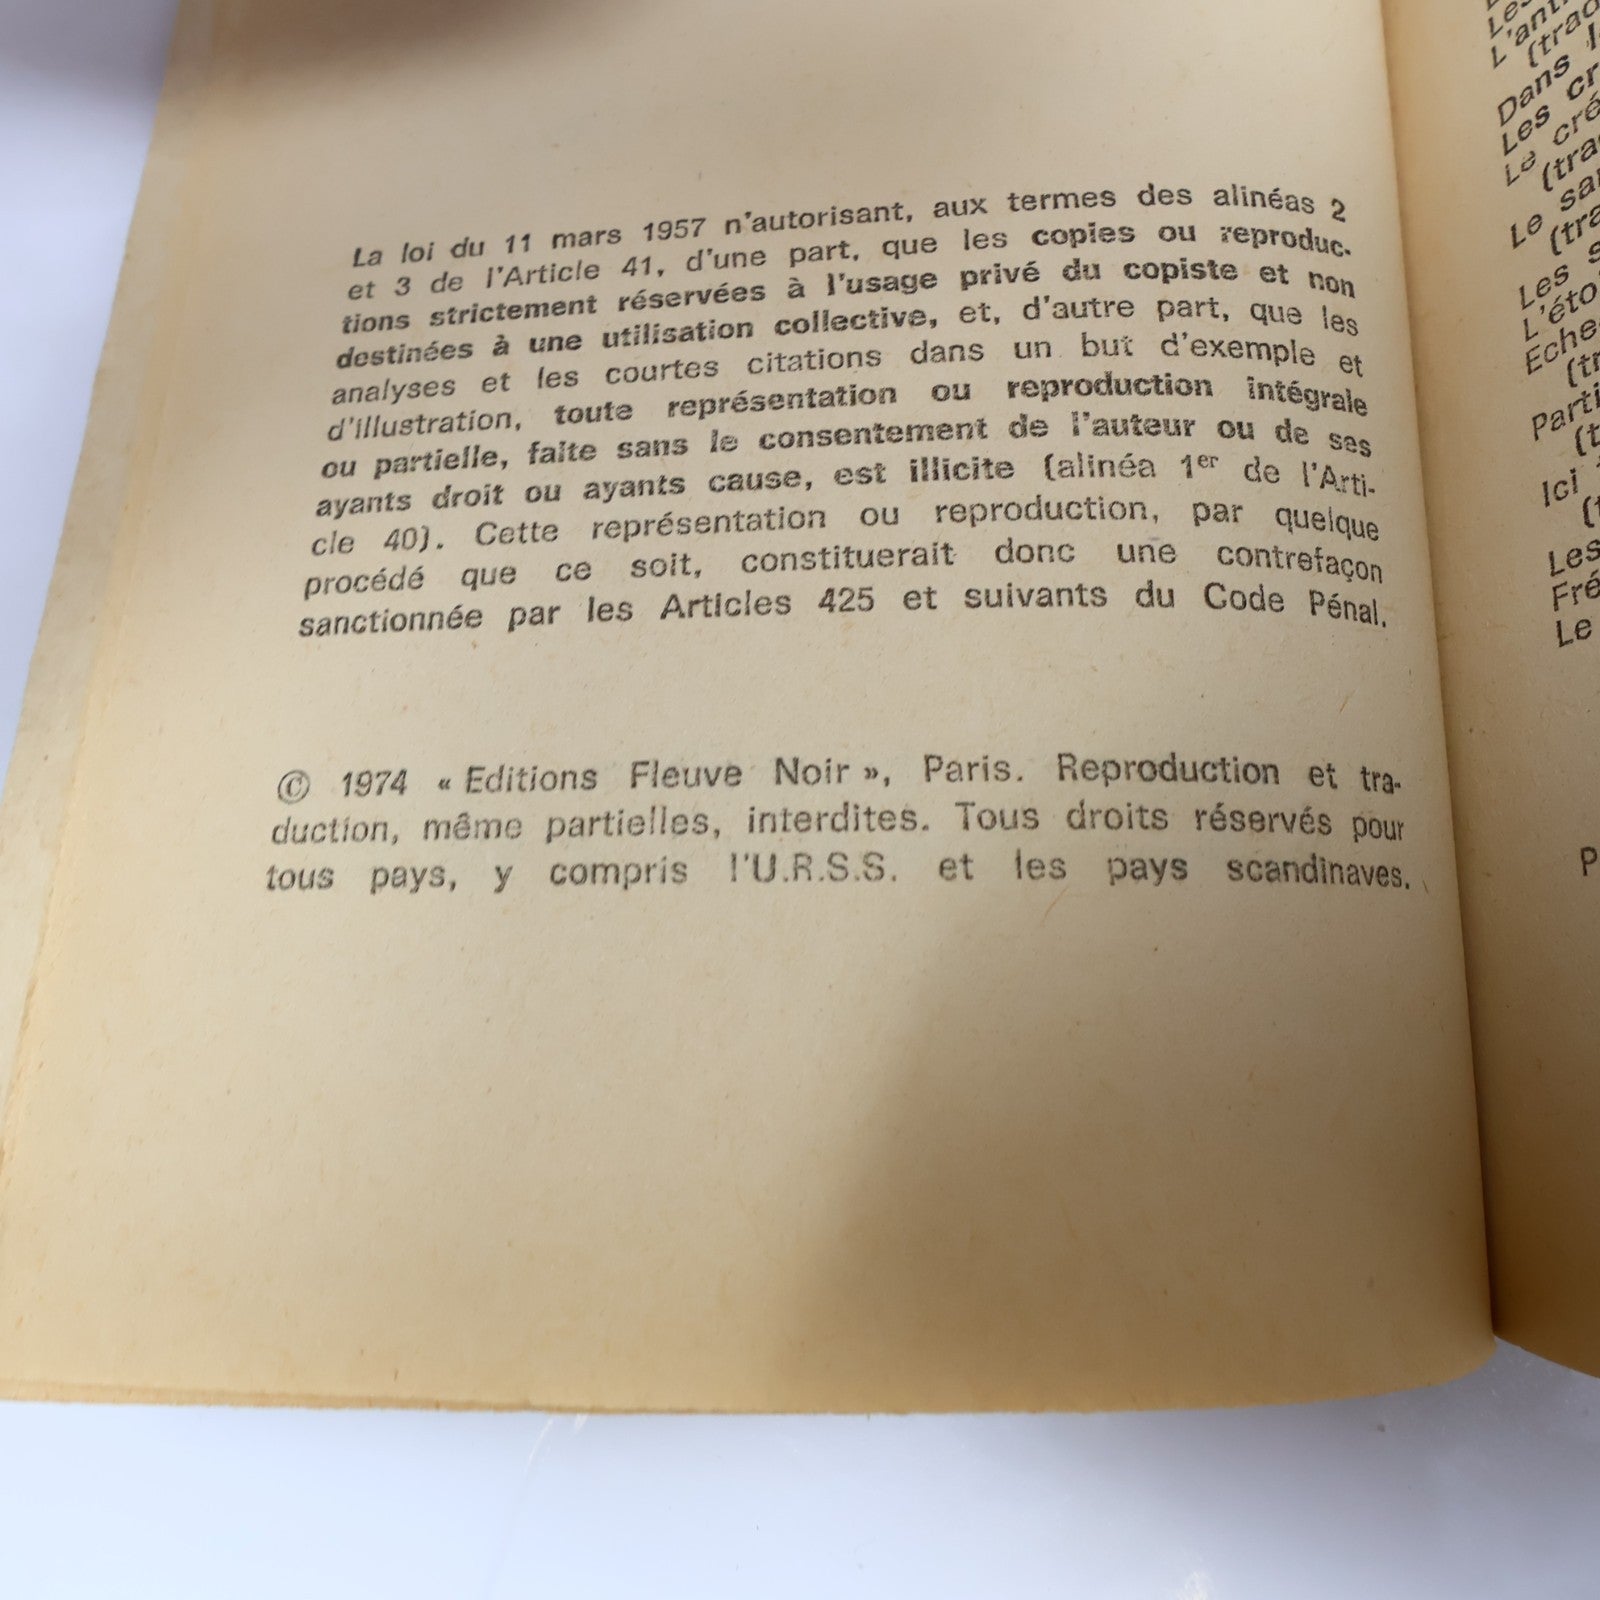 La loi du 11 mars 1957 n'autorisant, aux termes des alinéas 2
et 3 de l'Article 41, d'une part, que les copies ou reproduc-
tions strictement réservées à l'usage privé du copiste et non
destinées à une utilisation collective, et, d'autre part, que les
analyses et les courtes citations dans un but d'exemple et
d'illustration, toute représentation ou reproduction intégrale
ou partielle, faite sans le consentement de l'auteur ou de ses
ayants droit ou ayants cause, est illicite (alinéa 1er de l'Arti-
cle 40). Cette représentation ou reproduction, par quelque
procédé que ce soit, constituerait donc une contrefaçon
sanctionnée par les Articles 425 et suivants du Code Pénal.
© 1974 « Editions Fleuve Noir », Paris. Reproduction et tra-
duction, même partielles, interdites. Tous droits réservés pour
tous pays, y compris l'U.R.S.S. et les pays scandinaves.
Dans
Les
Le
Le
Les
Ici
Les
Le